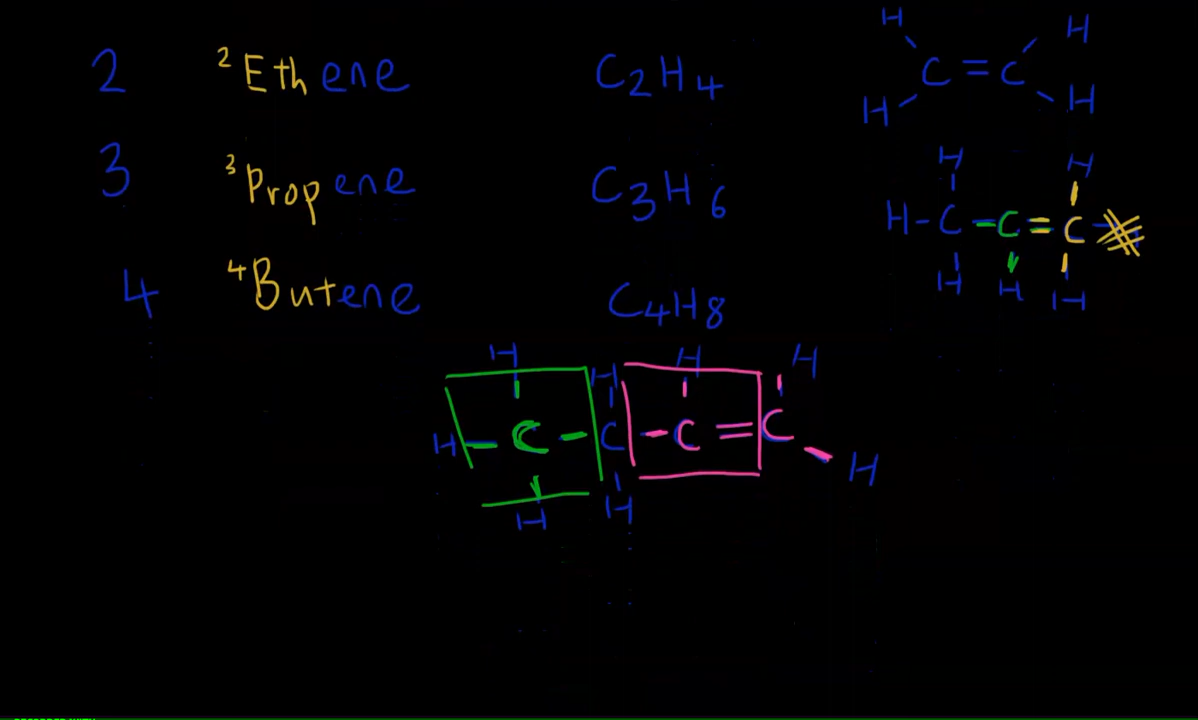 2 ²Ethene C₂H₄
3 ³Propene C₃H₆
4 ⁴Butene C₄H₈
H H
C = C
H H
H H
H - C - C = C
H H H
H H H H
H - C - C - C = C
H
H H